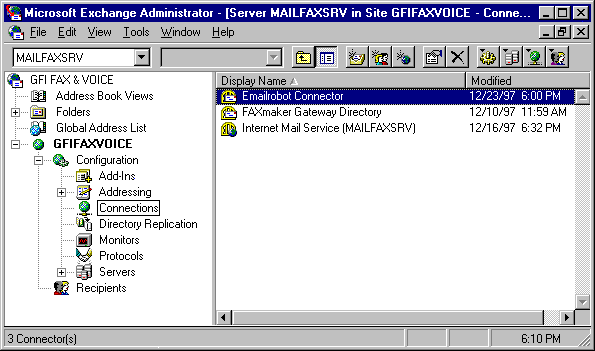 Microsoft Exchange Administrator - [Server MAILFAXSRV in Site GFIFAXVOICE - Conne...
File Edit View Tools Window Help
MAILFAXSRV
GFI FAX & VOICE
Address Book Views
Folders
Global Address List
GFIFAXVOICE
Configuration
Add-Ins
Addressing
Connections
Directory Replication
Monitors
Protocols
Servers
Recipients
Display Name Modified
Emailrobot Connector 12/23/97 6:00 PM
FAXmaker Gateway Directory 12/10/97 11:59 AM
Internet Mail Service (MAILFAXSRV) 12/16/97 6:32 PM
3 Connector(s) 6:10 PM